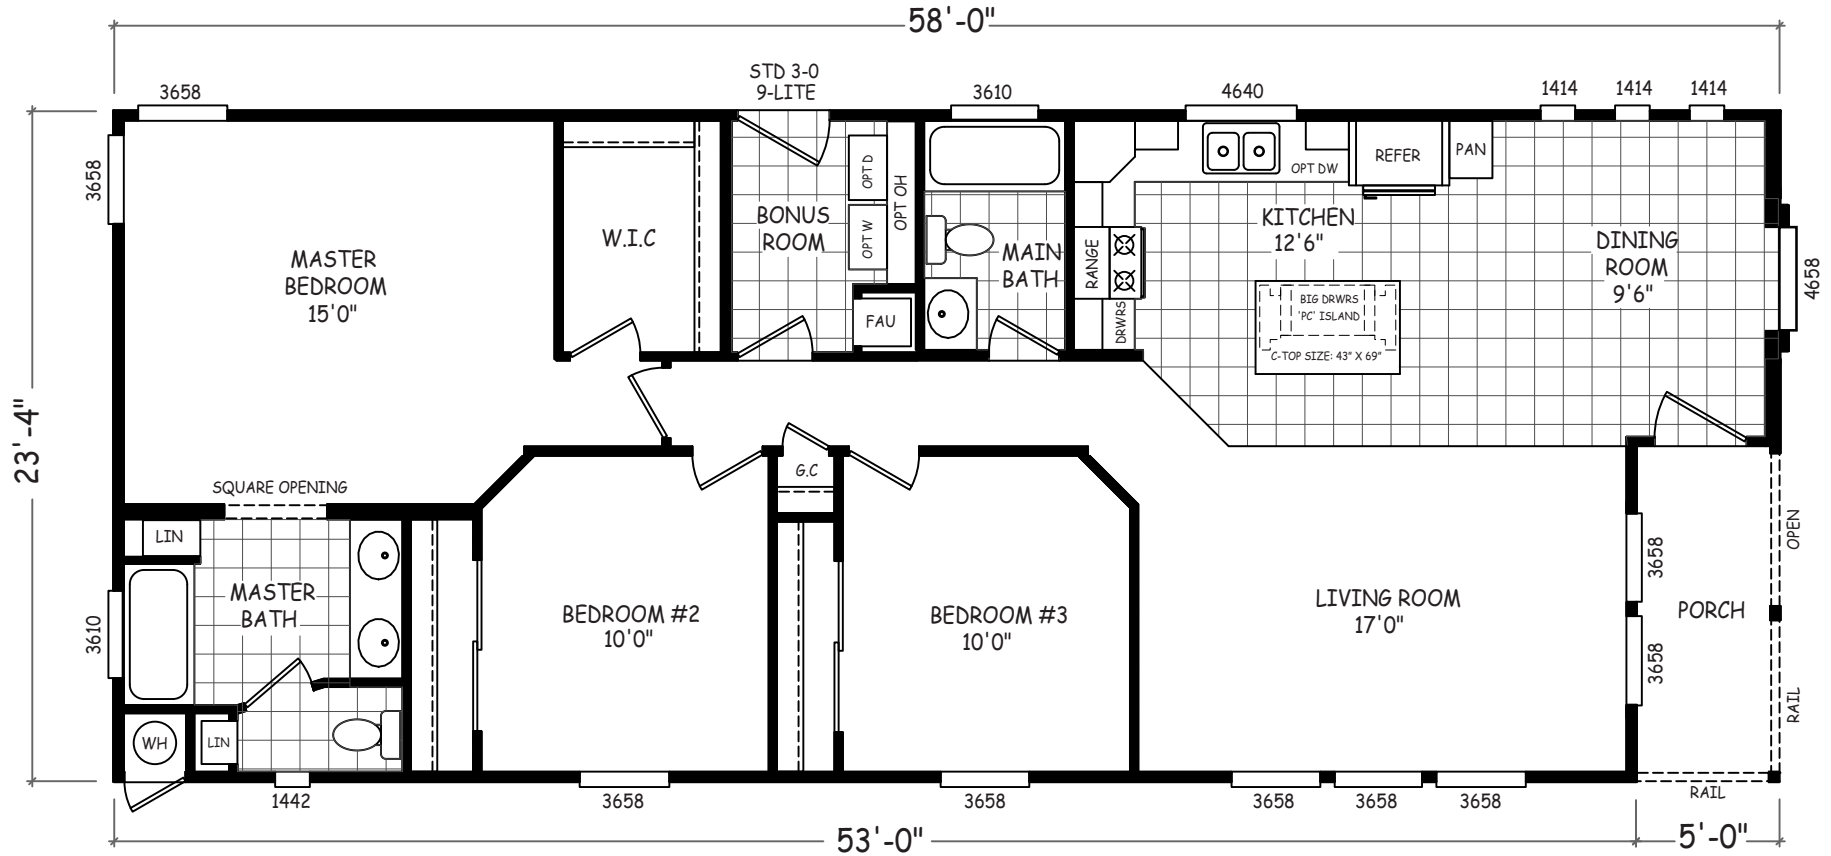 58'-0"
STD 3-0
9-LITE
3658
3610
4640
1414
1414
1414
3658
MASTER
BEDROOM
15'0"
W.I.C
BONUS
ROOM
OPT D
OPT W
OPT OH
FAU
MAIN
BATH
RANGE
DRWRS
OPT DW
REFER
PAN
KITCHEN
12'6"
BIG DRWRS
'PC' ISLAND
C-TOP SIZE: 43" X 69"
DINING
ROOM
9'6"
4658
23'-4"
SQUARE OPENING
LIN
MASTER
BATH
3610
WH
LIN
G.C
BEDROOM #2
10'0"
BEDROOM #3
10'0"
LIVING ROOM
17'0"
3658
3658
PORCH
OPEN
RAIL
RAIL
1442
3658
3658
3658
3658
3658
53'-0"
5'-0"